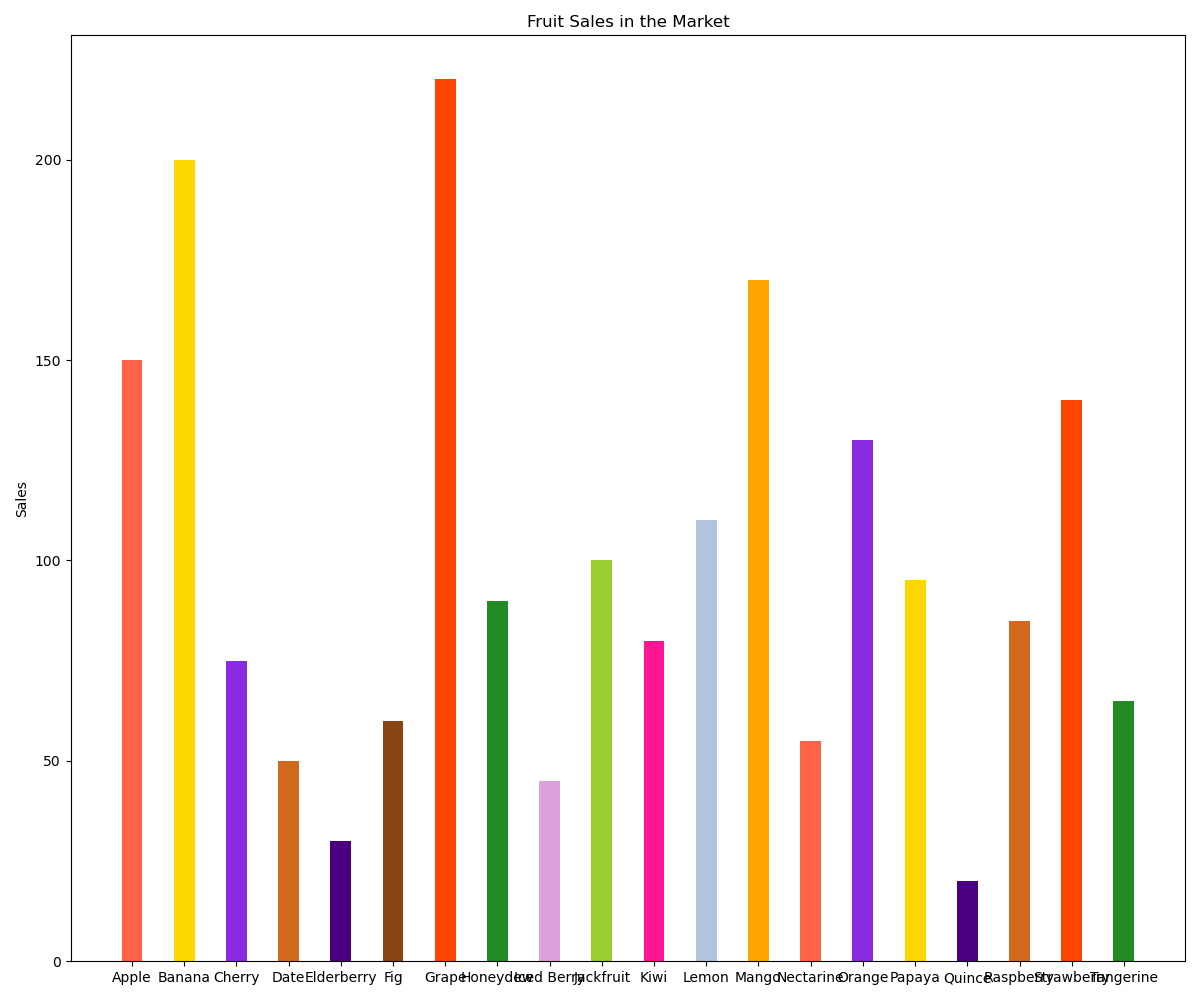 Fruit Sales in the Market
Sales
200
150
100
50
0
Apple Banana Cherry Date Elderberry Fig Grape Honeydew Iced Berry Jackfruit Kiwi Lemon Mango Nectarine Orange Papaya Quince Raspberry Strawberry Tangerine